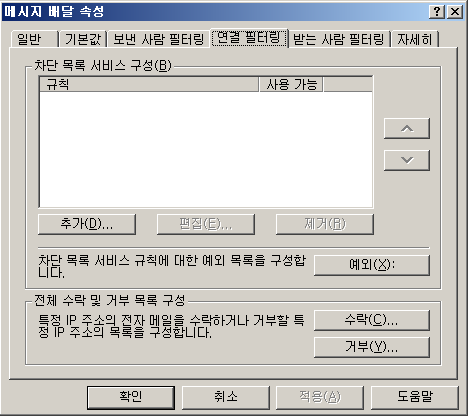 메시지 배달 속성
일반 기본값 보낸 사람 필터링 연결 필터링 받는 사람 필터링 자세히
차단 목록 서비스 구성(B)
규칙 사용 가능
추가(D)... 편집(E)... 제거(R)
차단 목록 서비스 규칙에 대한 예외 목록을 구성합
니다.
예외(X):
전체 수락 및 거부 목록 구성
특정 IP 주소의 전자 메일을 수락하거나 거부할 특
정 IP 주소의 목록을 구성합니다.
수락(C)...
거부(Y)...
확인 취소 적용(A) 도움말